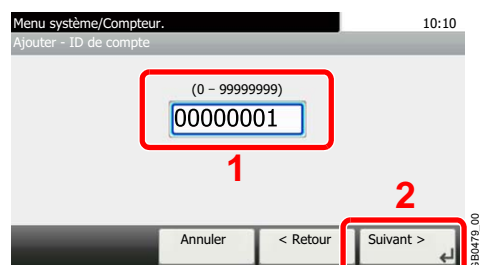 Menu système/Compteur. 10:10
Ajouter - ID de compte
(0 – 99999999)
00000001
1
2
Annuler < Retour Suivant >
GB0479_00